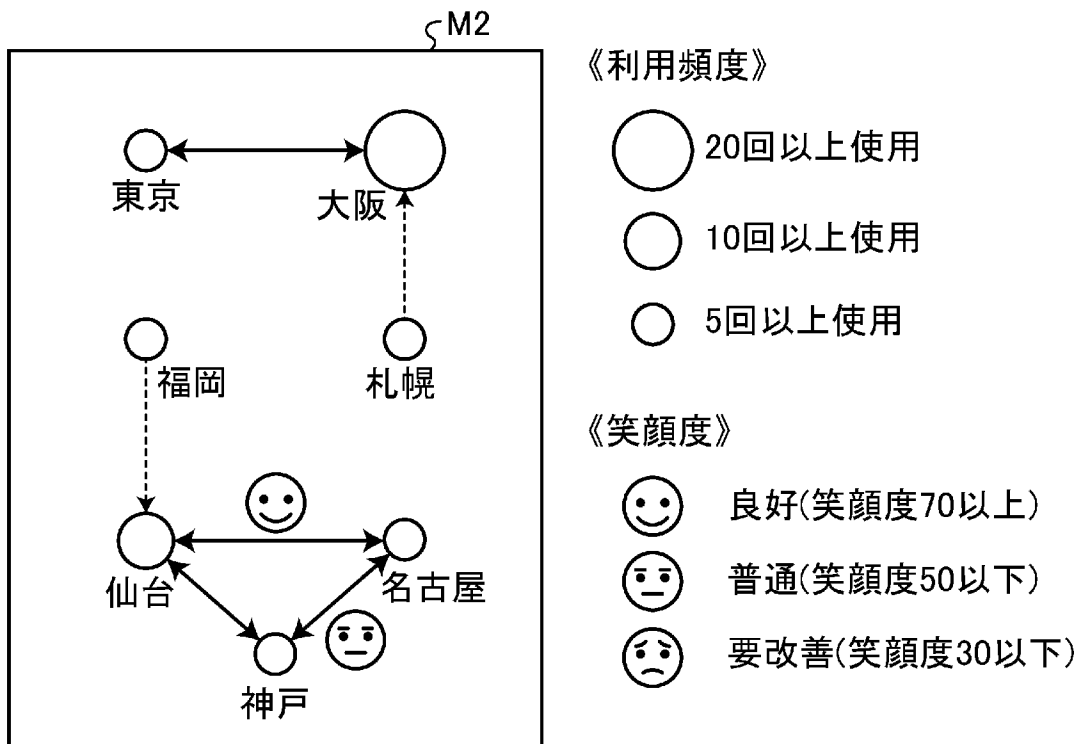 M2
東京
大阪
福岡
札幌
仙台
名古屋
神戸
《利用頻度》
20回以上使用
10回以上使用
5回以上使用
《笑顔度》
良好(笑顔度70以上)
普通(笑顔度50以下)
要改善(笑顔度30以下)